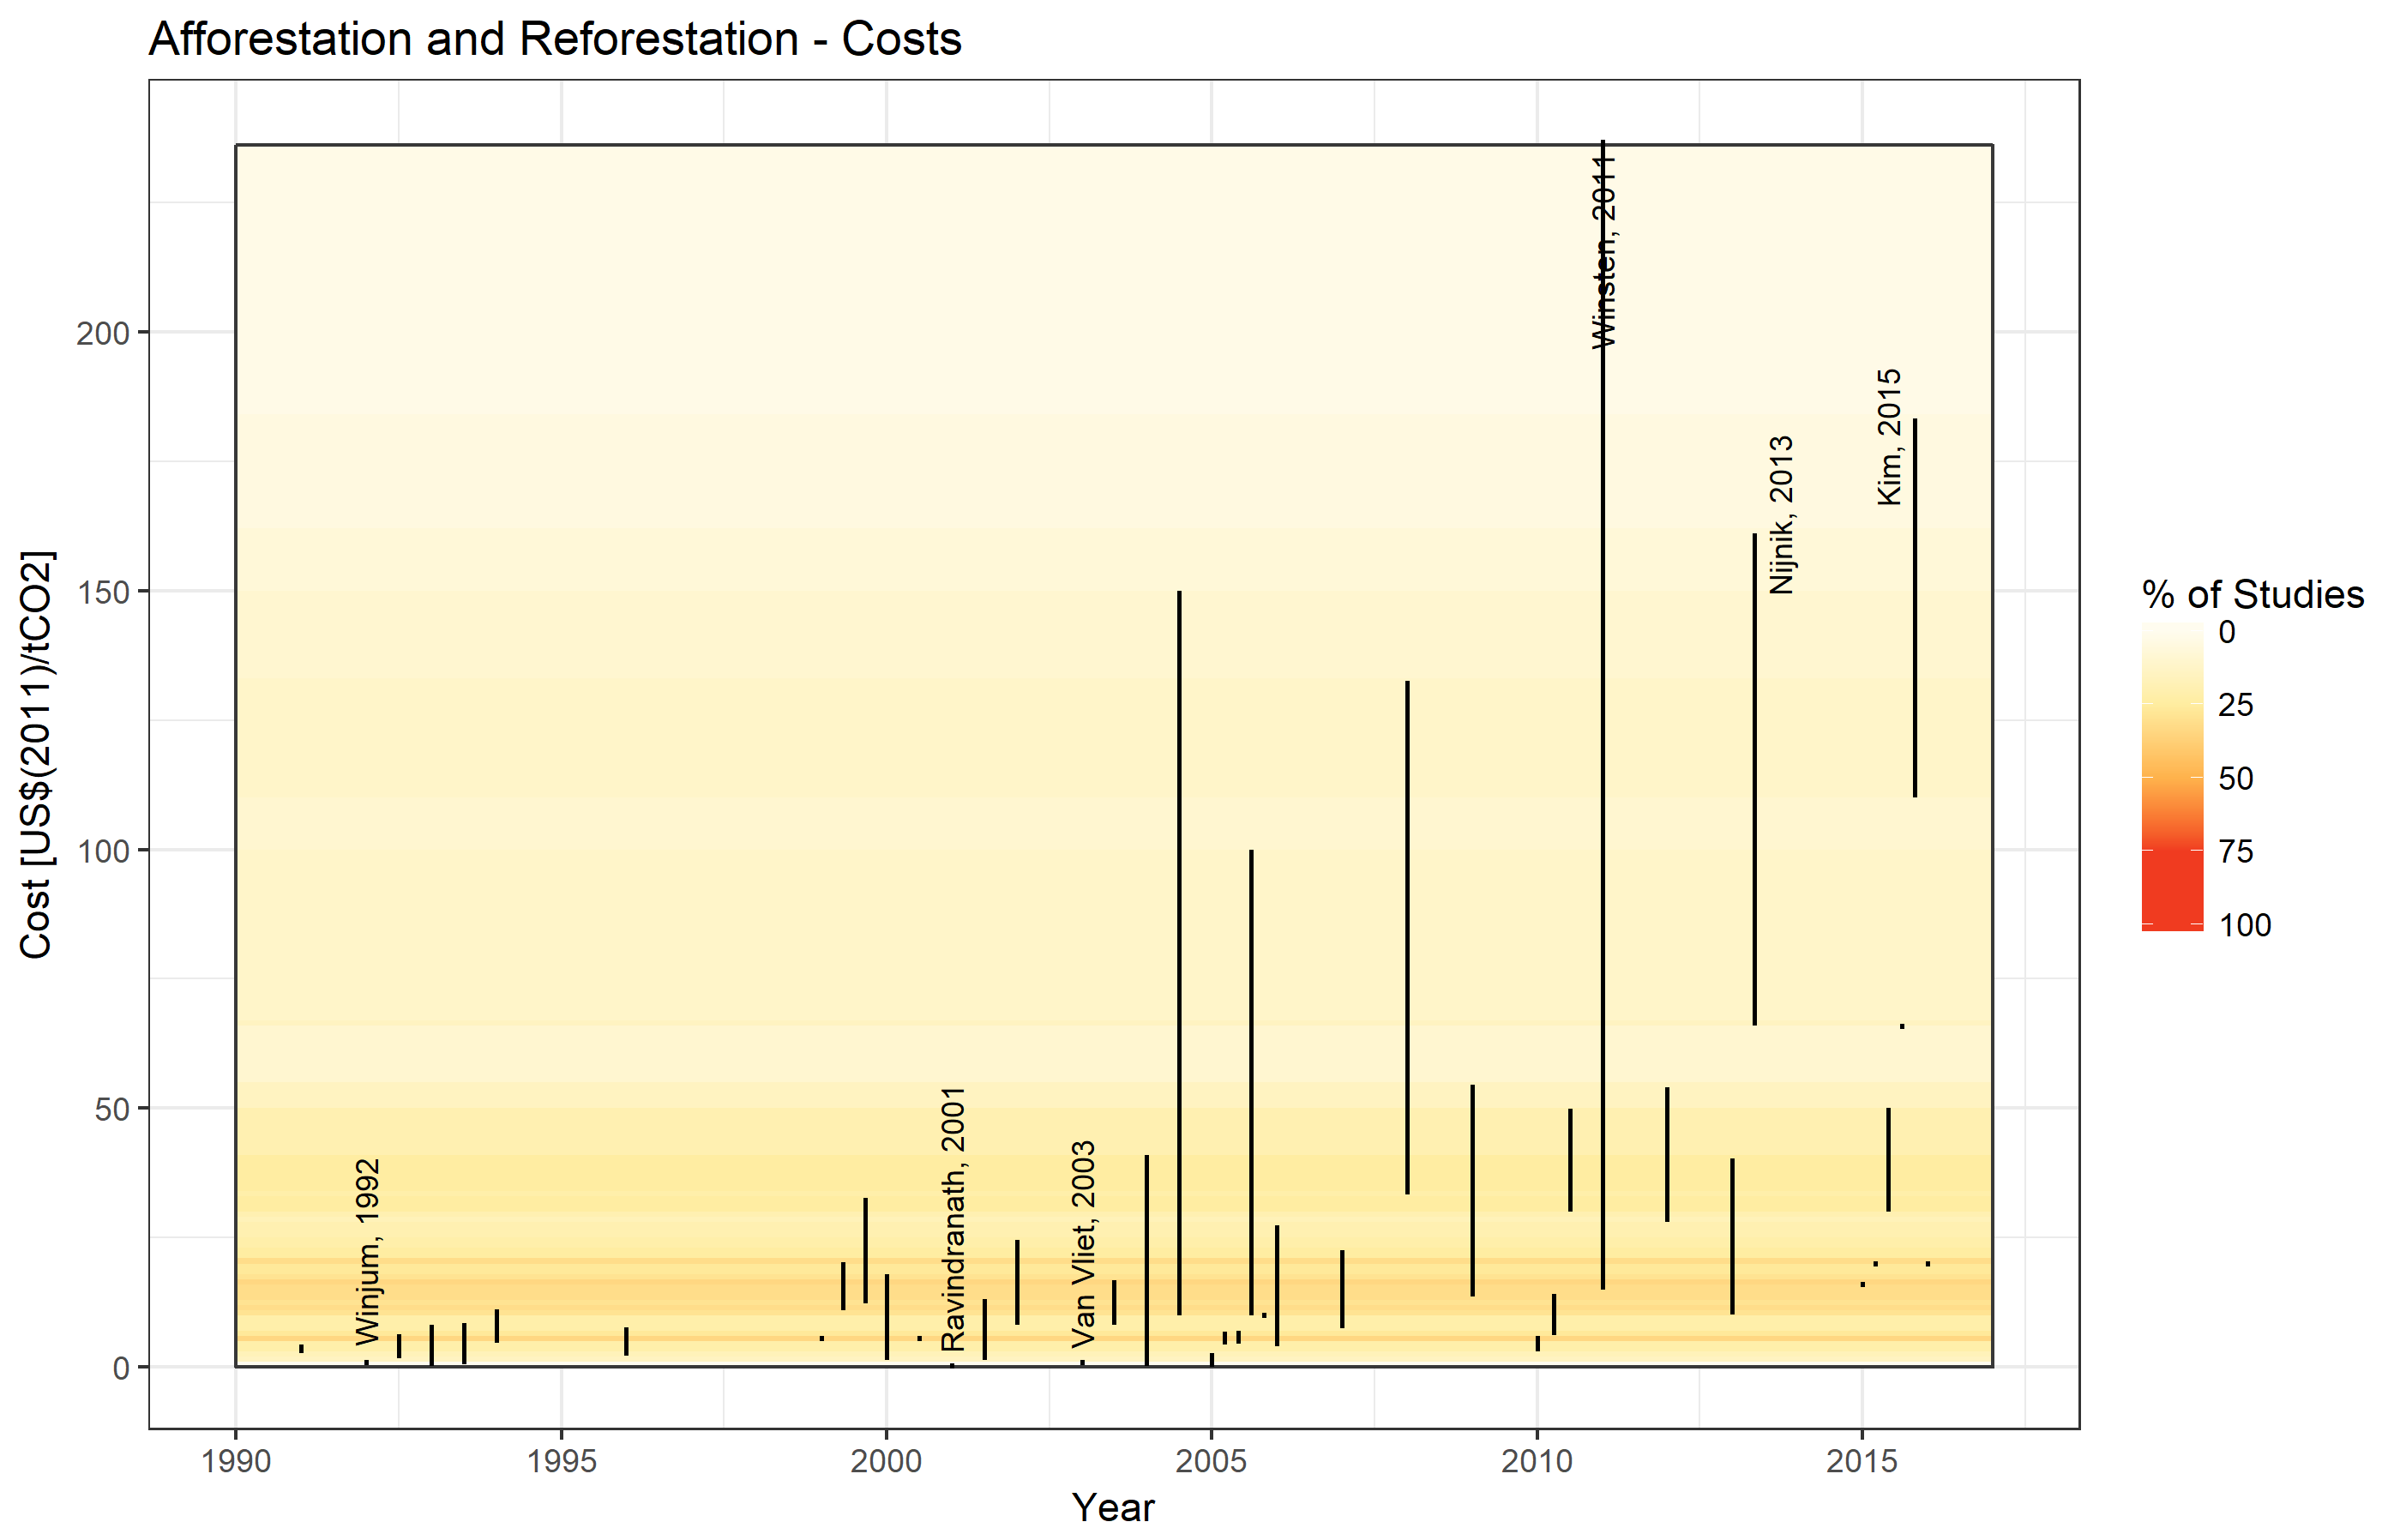 Afforestation and Reforestation - Costs
Cost [US$(2011)/tCO2]
200
150
100
50
0
Winjum, 1992
Ravindranath, 2001
Van Vliet, 2003
Winsten, 2011
Nijnik, 2013
Kim, 2015
1990
1995
2000
2005
2010
2015
Year
% of Studies
0
25
50
75
100